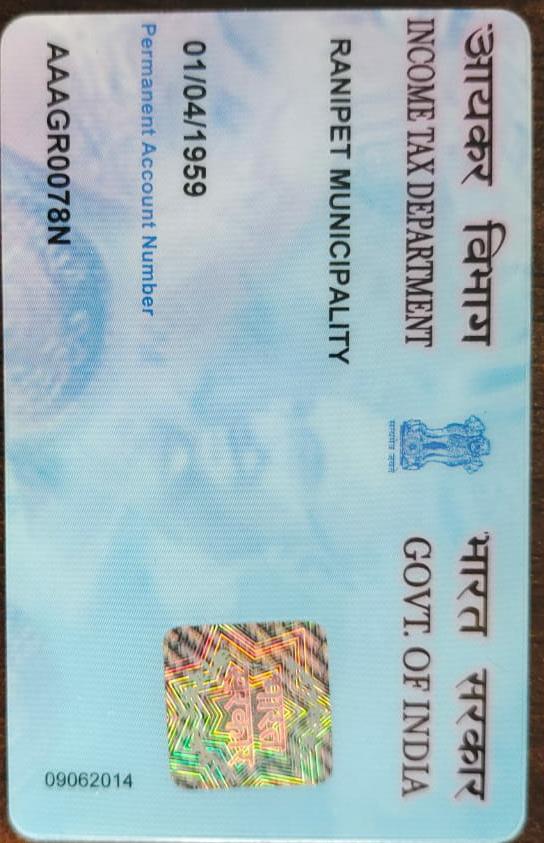 आयकर विभाग
INCOME TAX DEPARTMENT
सत्यमेव जयते
भारत सरकार
GOVT. OF INDIA
RANIPET MUNICIPALITY
01/04/1959
Permanent Account Number
AAAGR0078N
भारत
सरकार
09062014